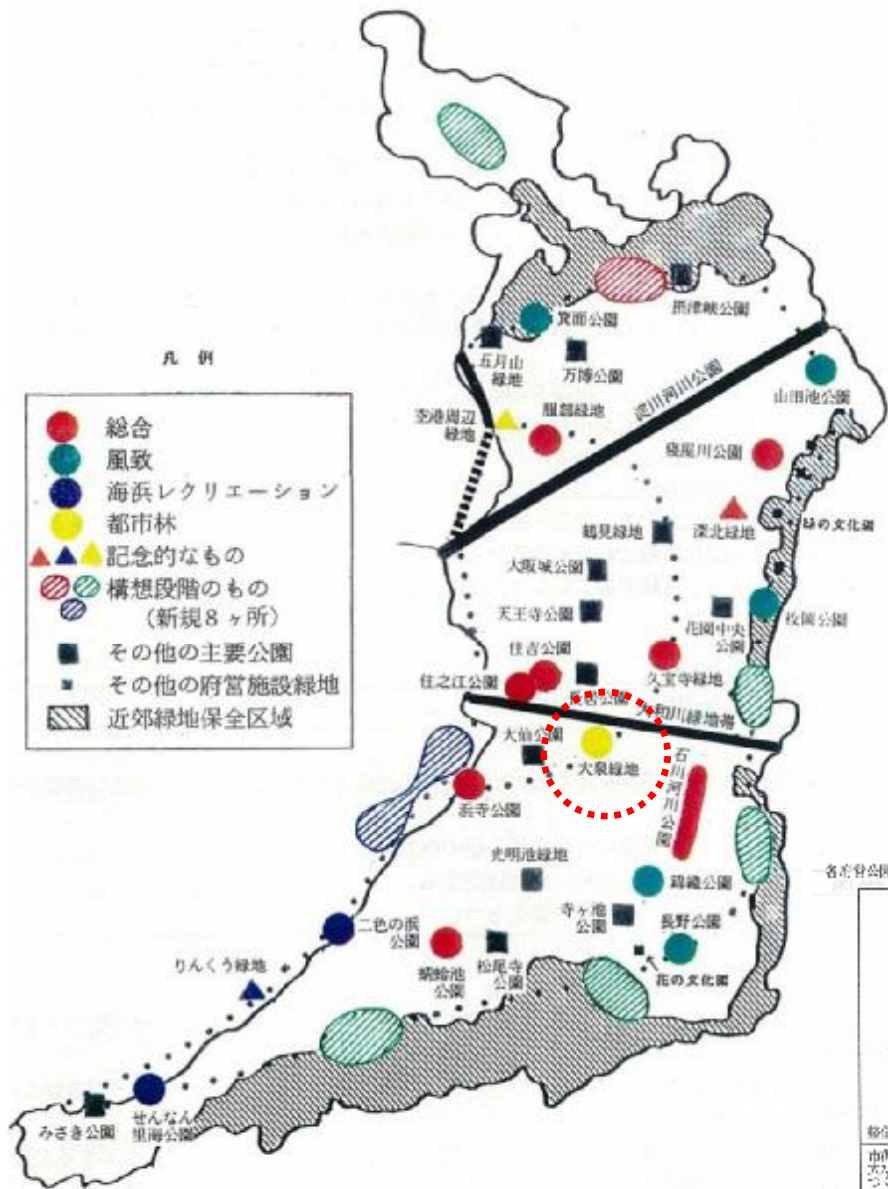 摂津峡公園
箕面公園
五月山
緑地
万博公園
淀川河川公園
山田池公園
空港周辺
緑地
服部緑地
寝屋川公園
凡例
総合
風致
海浜レクリエーション
都市林
記念的なもの
構想段階のもの
(新規8ヶ所)
その他の主要公園
その他の府営施設緑地
近郊緑地保全区域
鶴見緑地
深北緑地
緑の文化園
大阪城公園
天王寺公園
花園中央
公園
枚岡公園
住吉公園
住之江公園
長居公園
久宝寺緑地
大和川緑地帯
大仙公園
大泉緑地
石川河川公園
浜寺公園
光明池緑地
錦織公園
寺ヶ池
公園
長野公園
花の文化園
二色の浜
公園
りんくう緑地
蜻蛉池
公園
松尾寺
公園
みさき公園
せんなん
里海公園